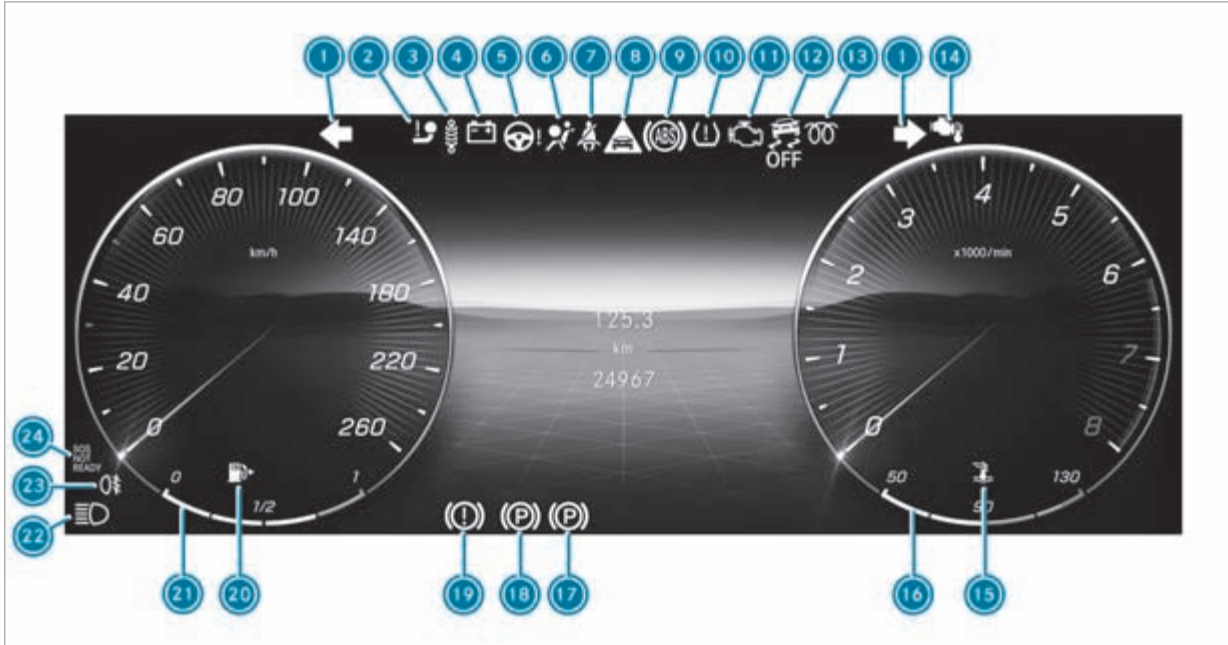 1 2 3 4 5 6 7 8 9 10 11 12 13 1 14
ABS
OFF
80 100
60 140
km/h
40 180
20 220
0 260
0 1/2 1
125.3
km
24967
4
3 5
x1000/min
2 6
1 7
0 8
50 90 130
24
SOS
NOT
READY
23
22
21 20 19 18 17 16 15
P P